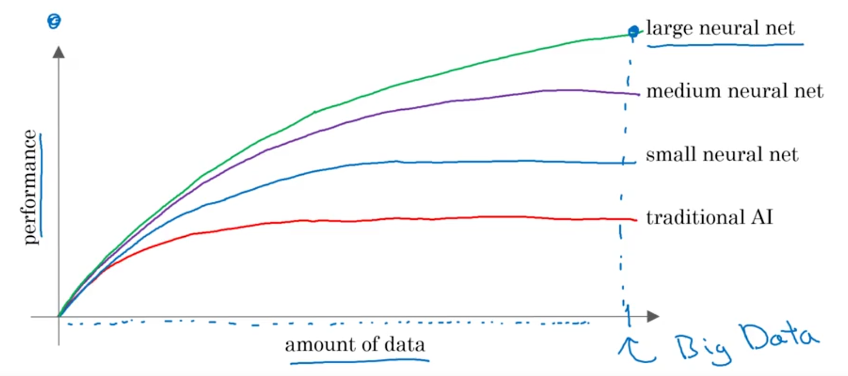 large neural net
medium neural net
small neural net
traditional AI
performance
amount of data
Big Data